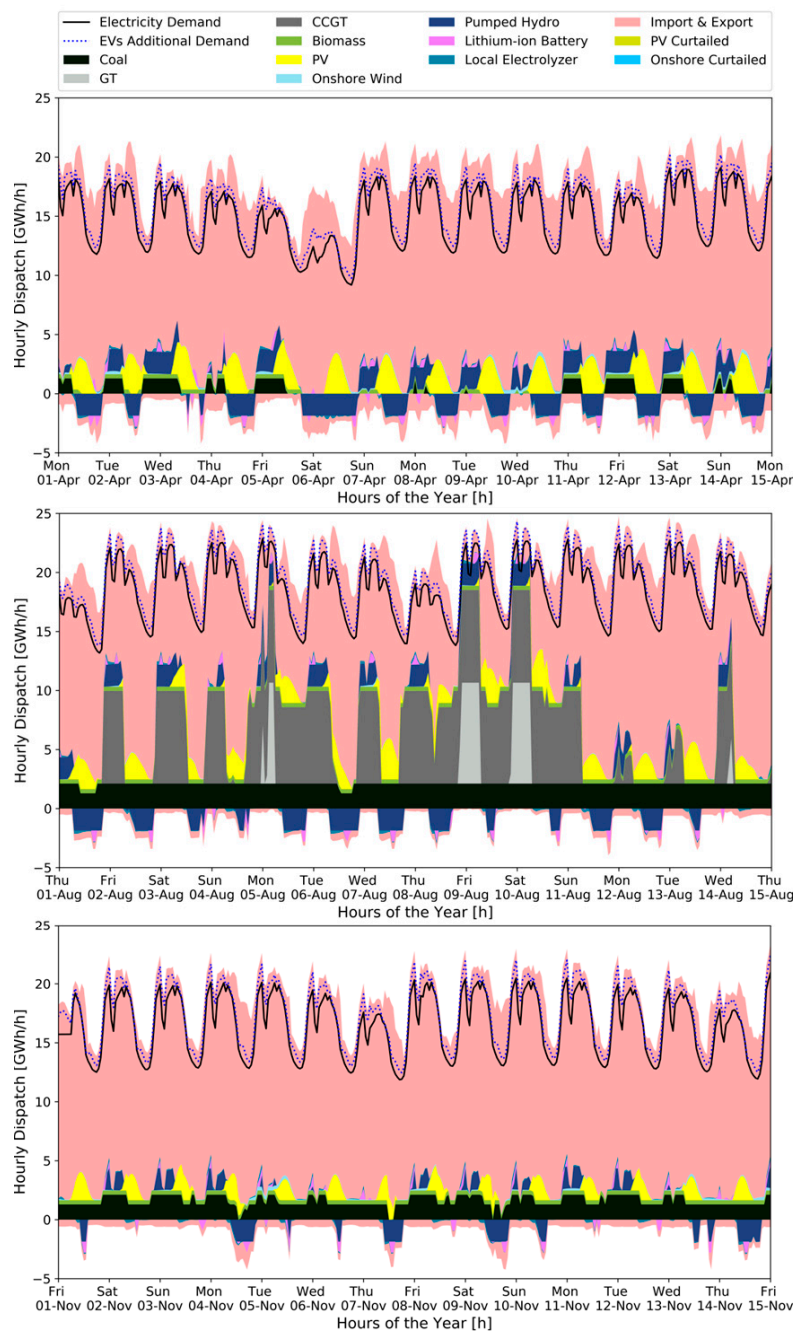 Electricity Demand CCGT Pumped Hydro Import & Export
EVs Additional Demand Biomass Lithium-ion Battery PV Curtailed
Coal PV Local Electrolyzer Onshore Curtailed
GT Onshore Wind
25
20
15
10
5
0
−5
Hourly Dispatch [GWh/h]
Mon Tue Wed Thu Fri Sat Sun Mon Tue Wed Thu Fri Sat Sun Mon
01-Apr 02-Apr 03-Apr 04-Apr 05-Apr 06-Apr 07-Apr 08-Apr 09-Apr 10-Apr 11-Apr 12-Apr 13-Apr 14-Apr 15-Apr
Hours of the Year [h]
25
20
15
10
5
0
−5
Hourly Dispatch [GWh/h]
Thu Fri Sat Sun Mon Tue Wed Thu Fri Sat Sun Mon Tue Wed Thu
01-Aug 02-Aug 03-Aug 04-Aug 05-Aug 06-Aug 07-Aug 08-Aug 09-Aug 10-Aug 11-Aug 12-Aug 13-Aug 14-Aug 15-Aug
Hours of the Year [h]
25
20
15
10
5
0
−5
Hourly Dispatch [GWh/h]
Fri Sat Sun Mon Tue Wed Thu Fri Sat Sun Mon Tue Wed Thu Fri
01-Nov 02-Nov 03-Nov 04-Nov 05-Nov 06-Nov 07-Nov 08-Nov 09-Nov 10-Nov 11-Nov 12-Nov 13-Nov 14-Nov 15-Nov
Hours of the Year [h]